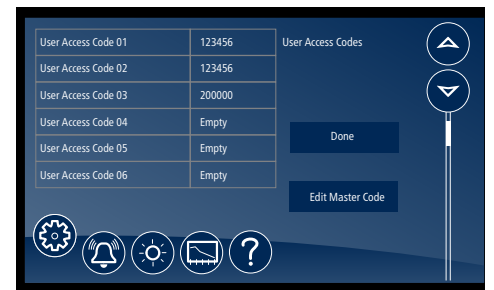 User Access Code 01 123456 User Access Codes
User Access Code 02 123456
User Access Code 03 200000
User Access Code 04 Empty
User Access Code 05 Empty
User Access Code 06 Empty
Done
Edit Master Code
?